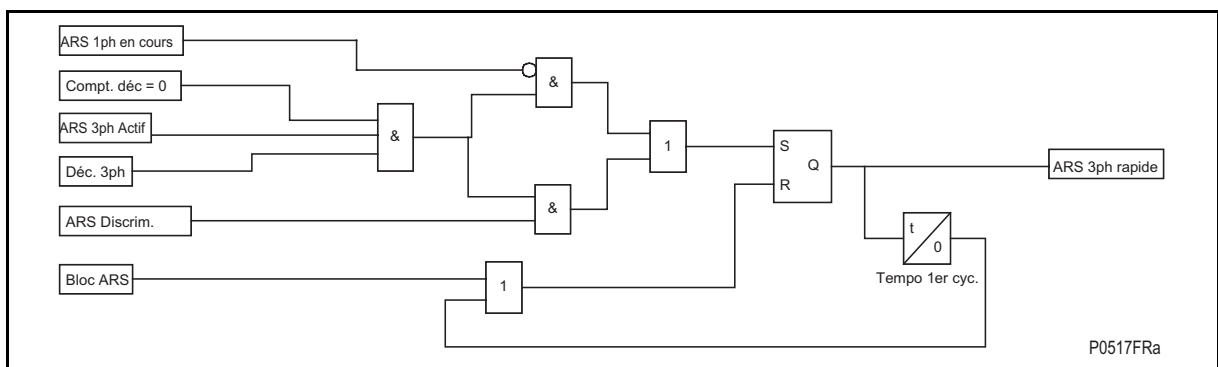 ARS 1ph en cours
Compt. déc = 0
ARS 3ph Actif
Déc. 3ph
ARS Discrim.
Bloc ARS
&
&
&
1
1
S
Q
R
t
0
Tempo 1er cyc.
ARS 3ph rapide
P0517FRa